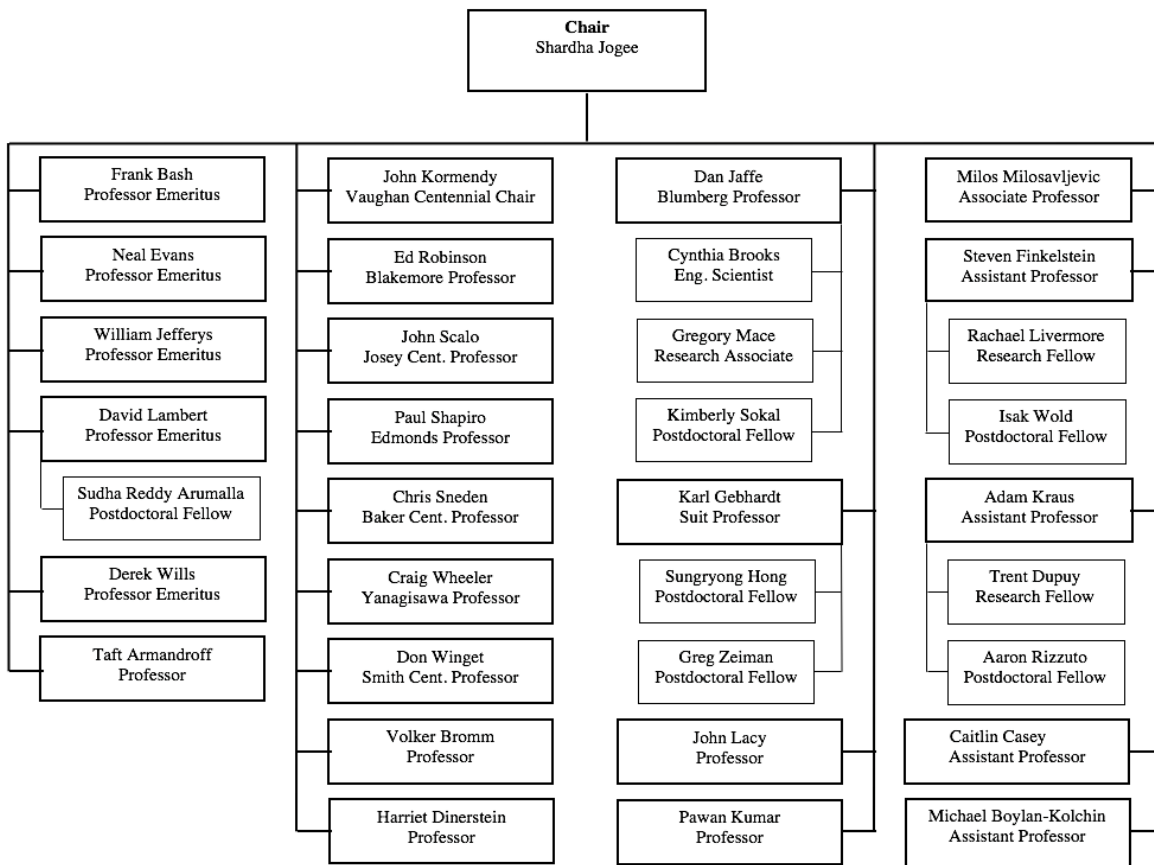 Chair
Shardha Jogee
Frank Bash
Professor Emeritus
Neal Evans
Professor Emeritus
William Jefferys
Professor Emeritus
David Lambert
Professor Emeritus
Sudha Reddy Arumalla
Postdoctoral Fellow
Derek Wills
Professor Emeritus
Taft Armandroff
Professor
John Kormendy
Vaughan Centennial Chair
Ed Robinson
Blakemore Professor
John Scalo
Josey Cent. Professor
Paul Shapiro
Edmonds Professor
Chris Sneden
Baker Cent. Professor
Craig Wheeler
Yanagisawa Professor
Don Winget
Smith Cent. Professor
Volker Bromm
Professor
Harriet Dinerstein
Professor
Dan Jaffe
Blumberg Professor
Cynthia Brooks
Eng. Scientist
Gregory Mace
Research Associate
Kimberly Sokal
Postdoctoral Fellow
Karl Gebhardt
Suit Professor
Sungryong Hong
Postdoctoral Fellow
Greg Zeiman
Postdoctoral Fellow
John Lacy
Professor
Pawan Kumar
Professor
Milos Milosavljevic
Associate Professor
Steven Finkelstein
Assistant Professor
Rachael Livermore
Research Fellow
Isak Wold
Postdoctoral Fellow
Adam Kraus
Assistant Professor
Trent Dupuy
Research Fellow
Aaron Rizzuto
Postdoctoral Fellow
Caitlin Casey
Assistant Professor
Michael Boylan-Kolchin
Assistant Professor